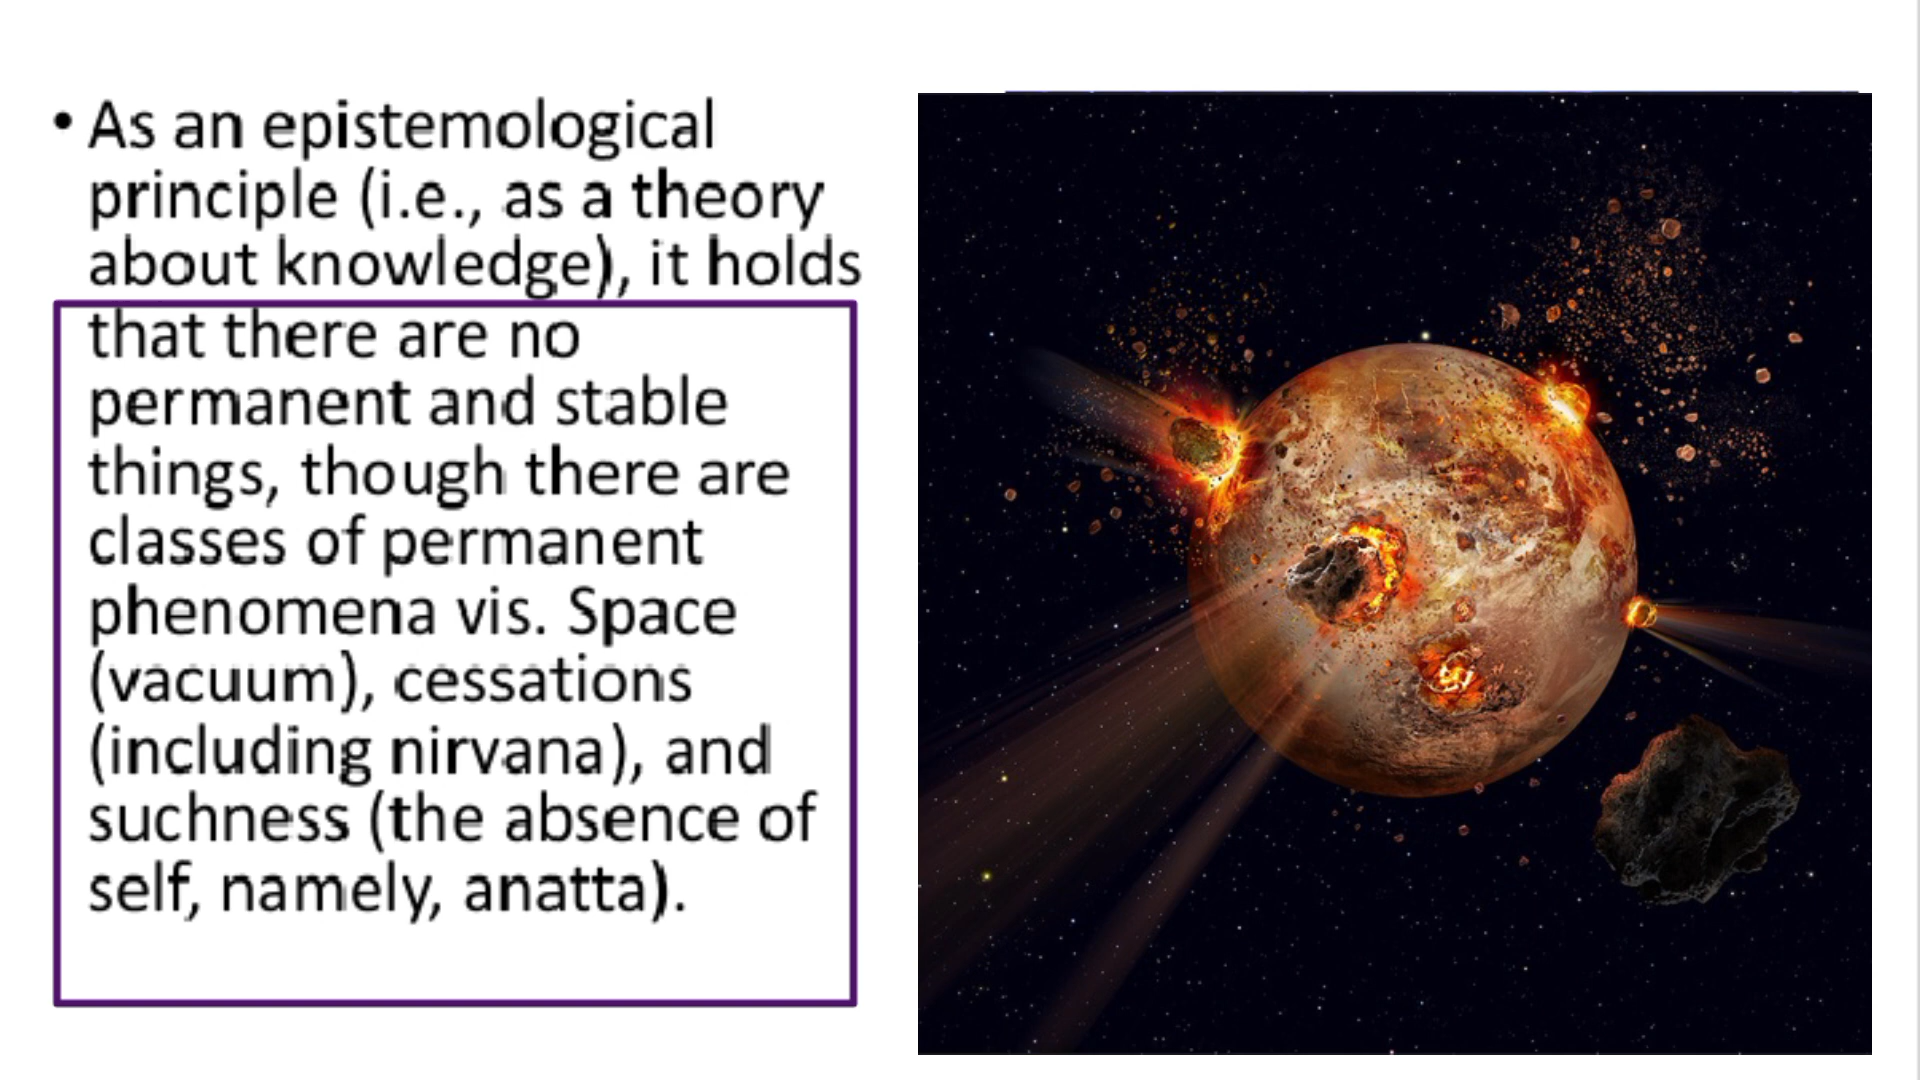 • As an epistemological
principle (i.e., as a theory
about knowledge), it holds
that there are no
permanent and stable
things, though there are
classes of permanent
phenomena vis. Space
(vacuum), cessations
(including nirvana), and
suchness (the absence of
self, namely, anatta).